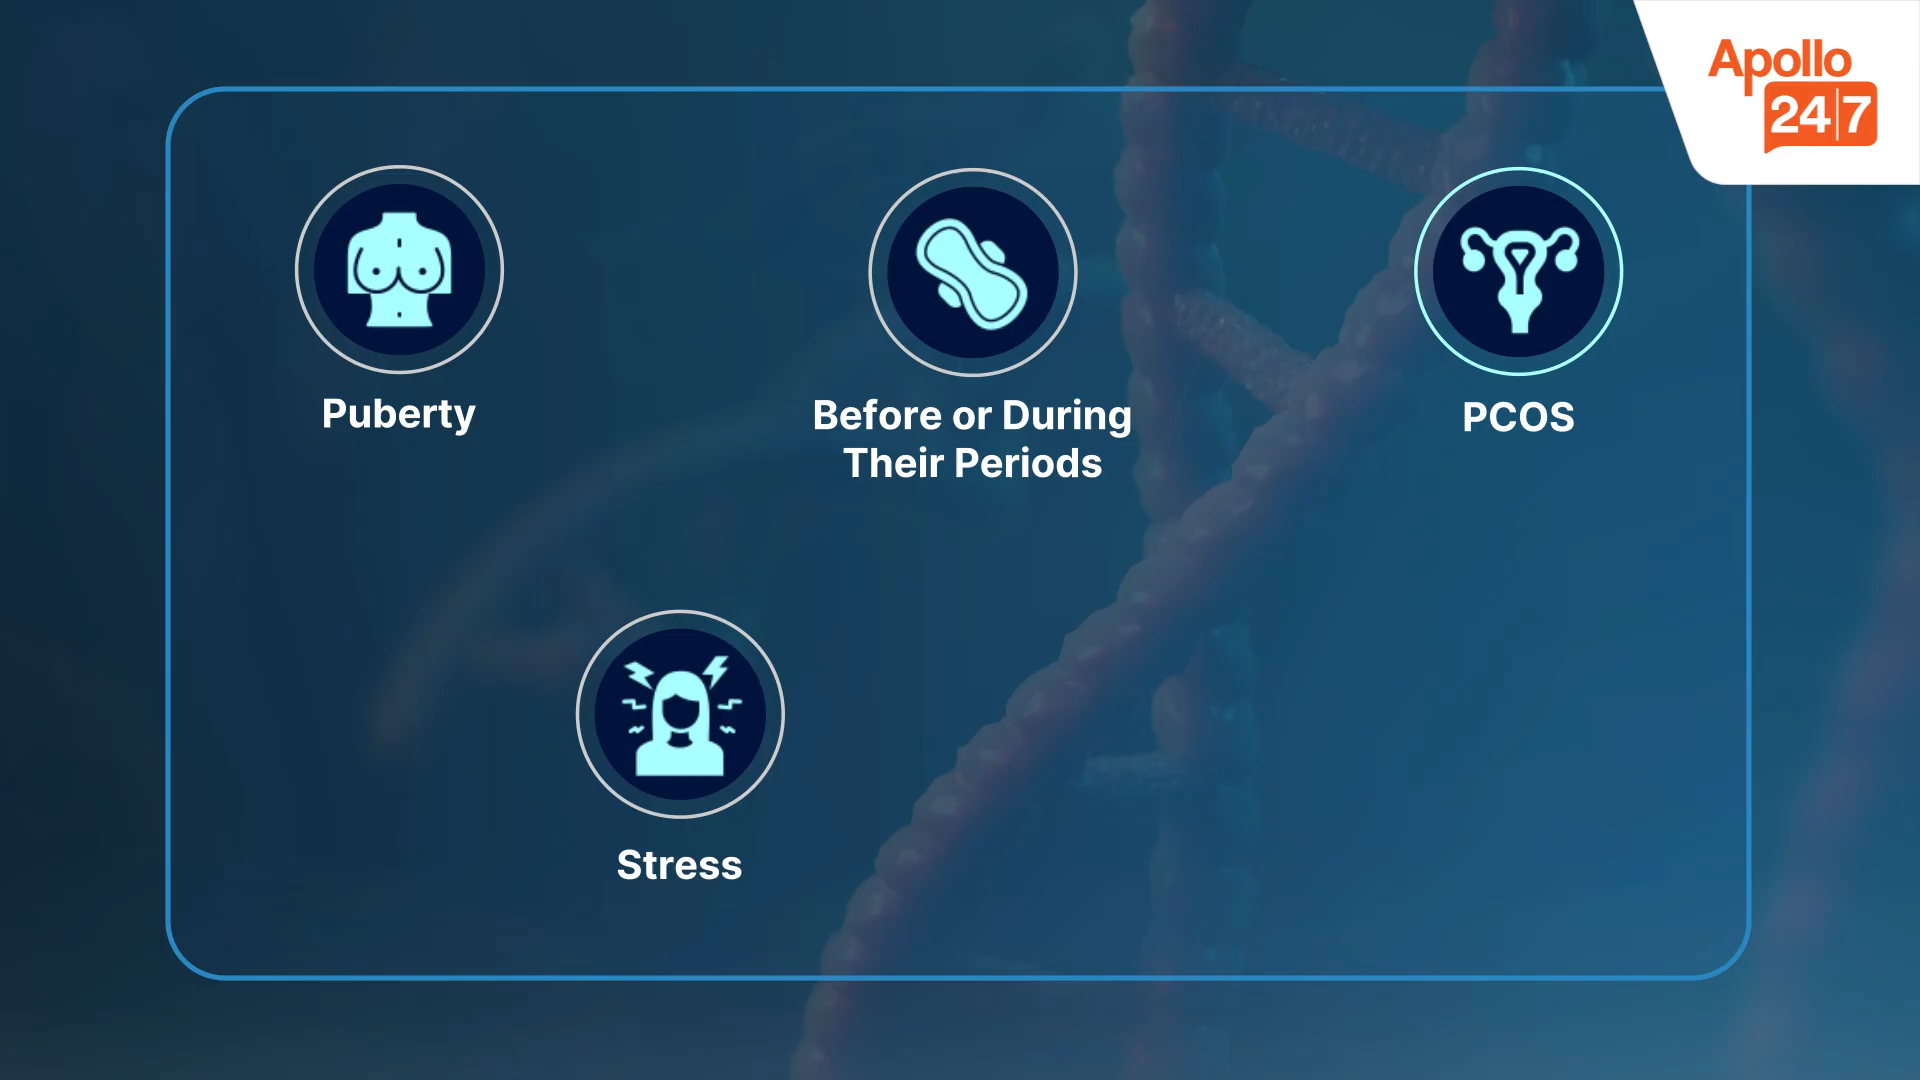 Apollo
24|7
Puberty
Before or During
Their Periods
PCOS
Stress